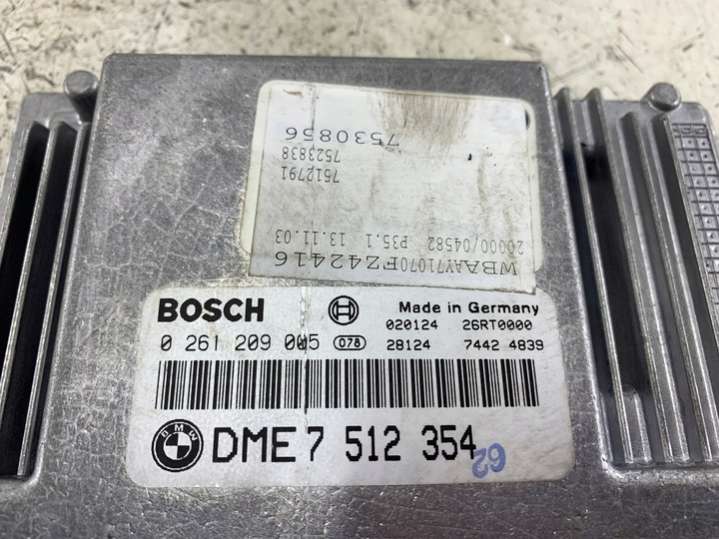 WBAAY71070FZ42416
20000/04582 P35.1 13.11.03
7512791
7523838
7530856
BOSCH
Made in Germany
0 261 209 005 078
020124 26RT0000
28124 7442 4839
BMW
DME 7 512 354
62